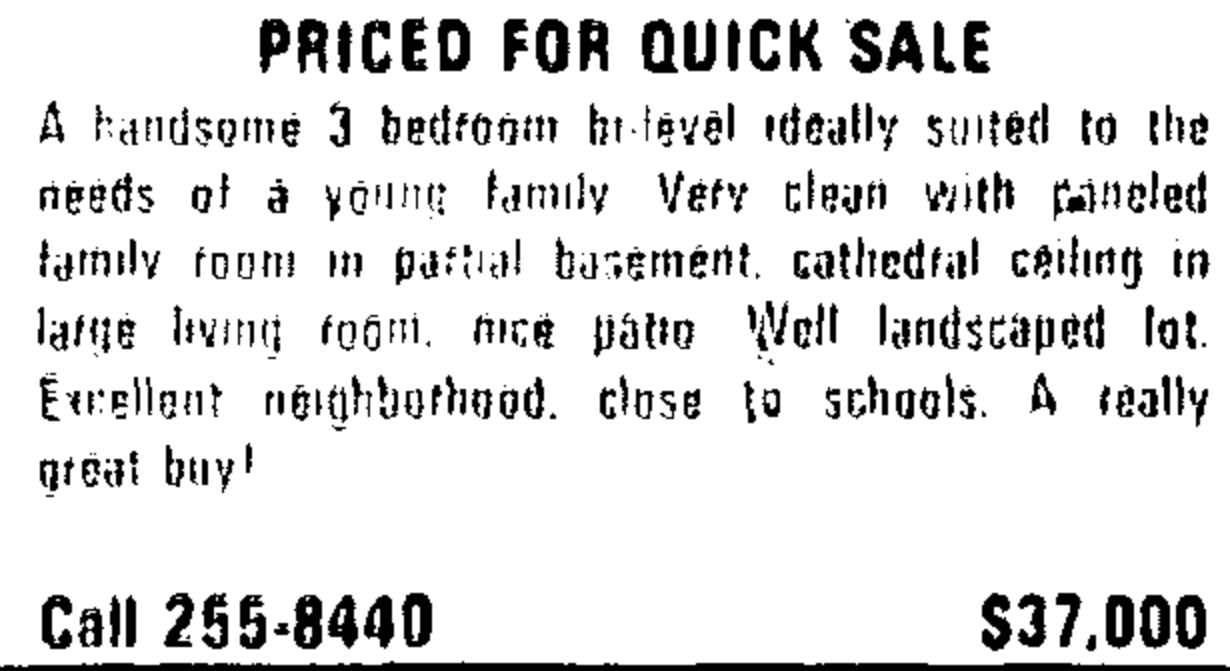 PRICED FOR QUICK SALE
A handsome 3 bedroom bi-level ideally suited to the
needs of a young family Very clean with paneled
family room in partial basement, cathedral ceiling in
large living room, nice patio Well landscaped lot.
Excellent neighborhood, close to schools. A really
great buy!
Call 255-8440 $37,000